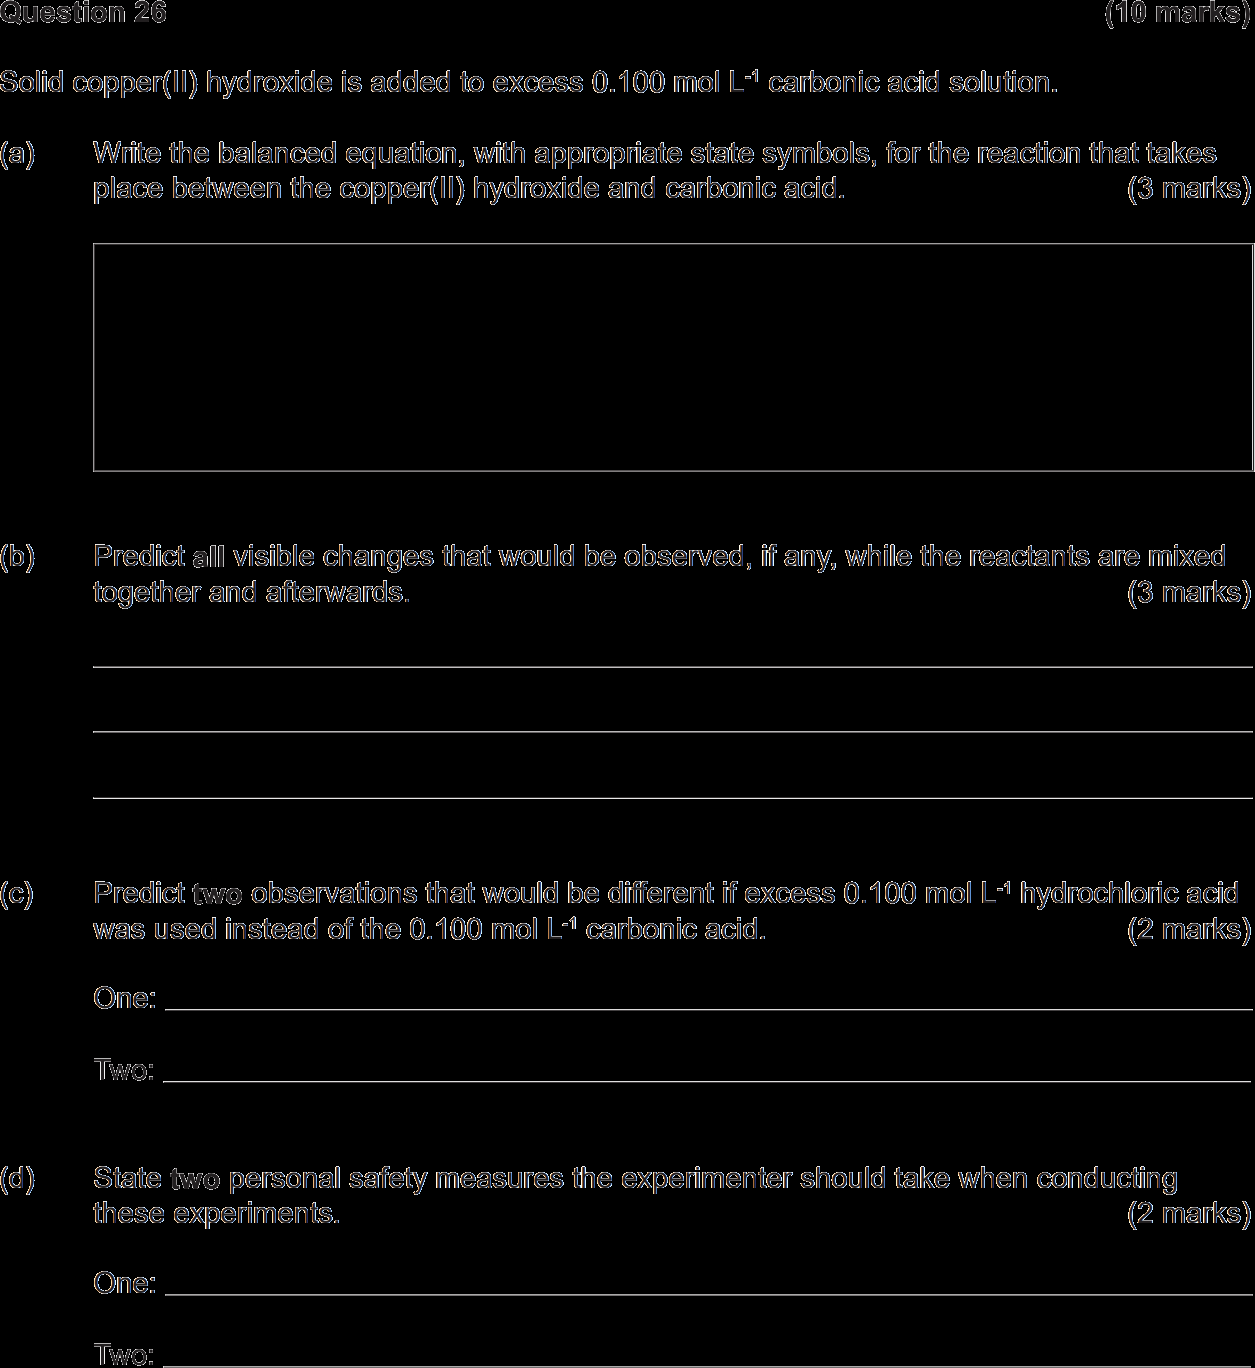 Question 26 (10 marks)
Solid copper(II) hydroxide is added to excess 0.100 mol L⁻¹ carbonic acid solution.
(a) Write the balanced equation, with appropriate state symbols, for the reaction that takes
place between the copper(II) hydroxide and carbonic acid. (3 marks)
(b) Predict all visible changes that would be observed, if any, while the reactants are mixed
together and afterwards. (3 marks)
(c) Predict two observations that would be different if excess 0.100 mol L⁻¹ hydrochloric acid
was used instead of the 0.100 mol L⁻¹ carbonic acid. (2 marks)
One:
Two:
(d) State two personal safety measures the experimenter should take when conducting
these experiments. (2 marks)
One:
Two: